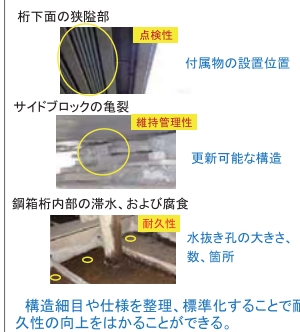 桁下面の狭隘部
点検性
付属物の設置位置
サイドブロックの亀裂
維持管理性
更新可能な構造
鋼箱桁内部の滞水、および腐食
耐久性
水抜き孔の大きさ、
数、箇所
構造細目や仕様を整理、標準化することで耐
久性の向上をはかることができる。